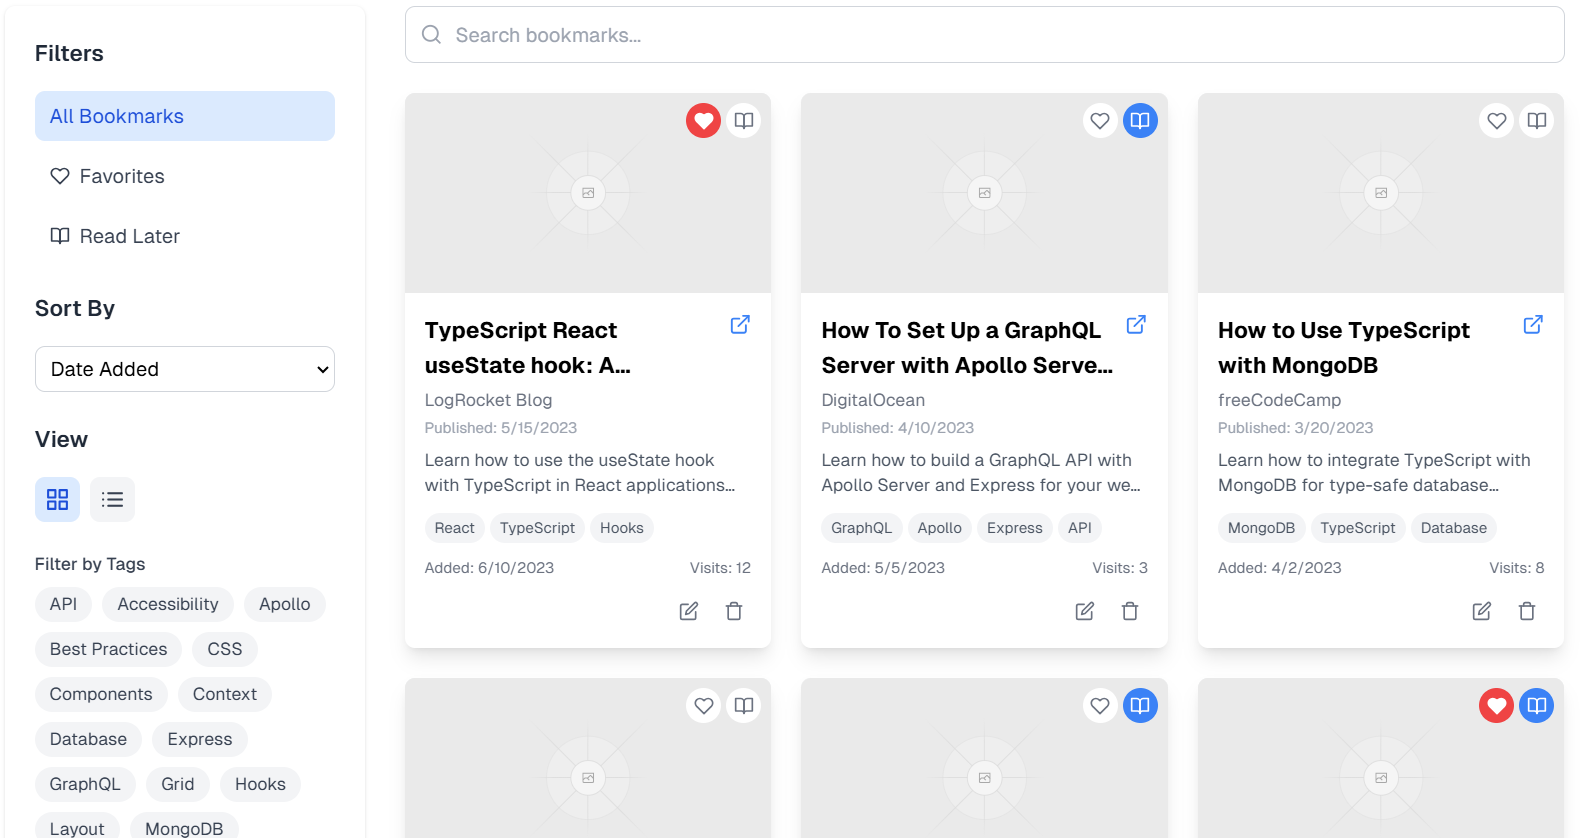 Filters
All Bookmarks
Favorites
Read Later
Sort By
Date Added
View
Filter by Tags
API
Accessibility
Apollo
Best Practices
CSS
Components
Context
Database
Express
GraphQL
Grid
Hooks
Layout
MongoDB
Search bookmarks...
TypeScript React
useState hook: A...
LogRocket Blog
Published: 5/15/2023
Learn how to use the useState hook
with TypeScript in React applications...
React
TypeScript
Hooks
Added: 6/10/2023
Visits: 12
How To Set Up a GraphQL
Server with Apollo Serve...
DigitalOcean
Published: 4/10/2023
Learn how to build a GraphQL API with
Apollo Server and Express for your we...
GraphQL
Apollo
Express
API
Added: 5/5/2023
Visits: 3
How to Use TypeScript
with MongoDB
freeCodeCamp
Published: 3/20/2023
Learn how to integrate TypeScript with
MongoDB for type-safe database...
MongoDB
TypeScript
Database
Added: 4/2/2023
Visits: 8